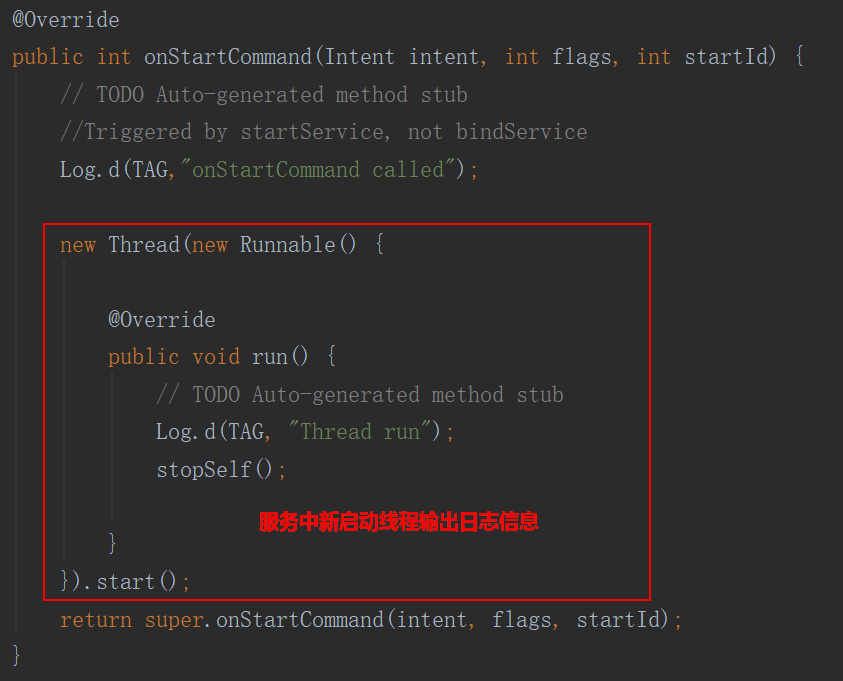 @Override
public int onStartCommand(Intent intent, int flags, int startId) {
// TODO Auto-generated method stub
//Triggered by startService, not bindService
Log.d(TAG,"onStartCommand called");
new Thread(new Runnable() {
@Override
public void run() {
// TODO Auto-generated method stub
Log.d(TAG, "Thread run");
stopSelf();
服务中新启动线程输出日志信息
}
}).start();
return super.onStartCommand(intent, flags, startId);
}